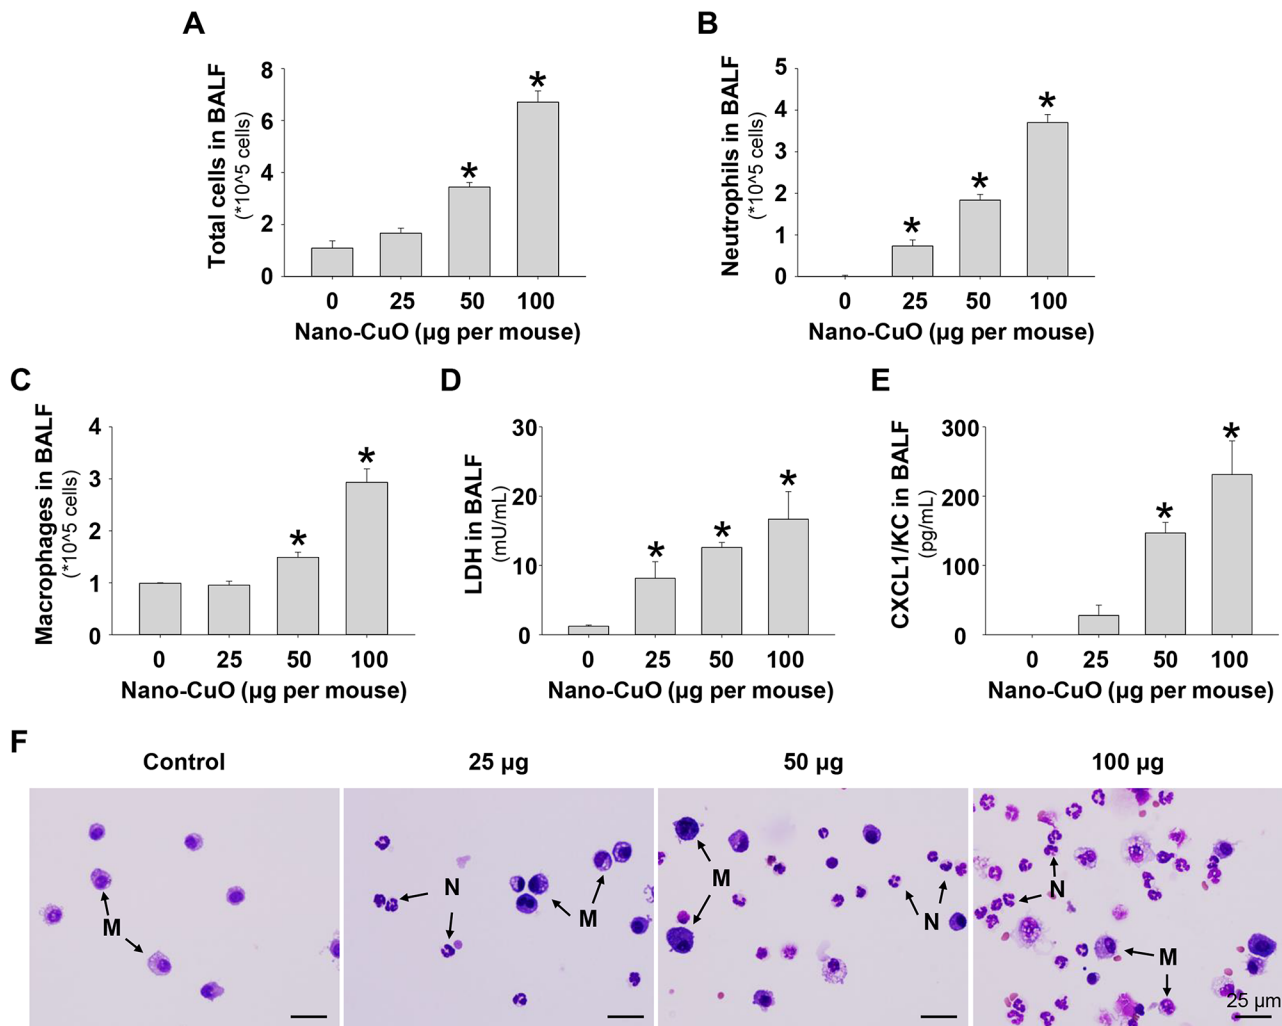 A
Total cells in BALF
(*10^5 cells)
8
6
4
2
0
*
*
0 25 50 100
Nano-CuO (µg per mouse)
B
Neutrophils in BALF
(*10^5 cells)
5
4
3
2
1
0
*
*
*
0 25 50 100
Nano-CuO (µg per mouse)
C
Macrophages in BALF
(*10^5 cells)
4
3
2
1
0
*
*
0 25 50 100
Nano-CuO (µg per mouse)
D
LDH in BALF
(mU/mL)
30
20
10
0
*
*
*
0 25 50 100
Nano-CuO (µg per mouse)
E
CXCL1/KC in BALF
(pg/mL)
300
200
100
0
*
*
0 25 50 100
Nano-CuO (µg per mouse)
F
Control
25 µg
50 µg
100 µg
M
N
M
M
N
N
M
25 µm